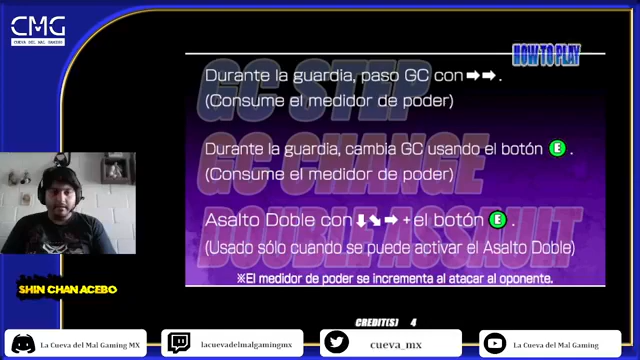 CMG
CUEVA DEL MAL GAMING
HOW TO PLAY
GC STEP
Durante la guardia, paso GC con ➡➡.
(Consume el medidor de poder)
GC CHANGE
Durante la guardia, cambia GC usando el botón E.
(Consume el medidor de poder)
DOUBLE ASSAULT
Asalto Doble con ⬇⬊➡+el botón E.
(Usado sólo cuando se puede activar el Asalto Doble)
※El medidor de poder se incrementa al atacar al oponente.
SHIN CHAN ACEBO
CREDIT(S) 4
La Cueva del Mal Gaming MX
lacuevadelmalgamingmx
cueva_mx
La Cueva del Mal Gaming